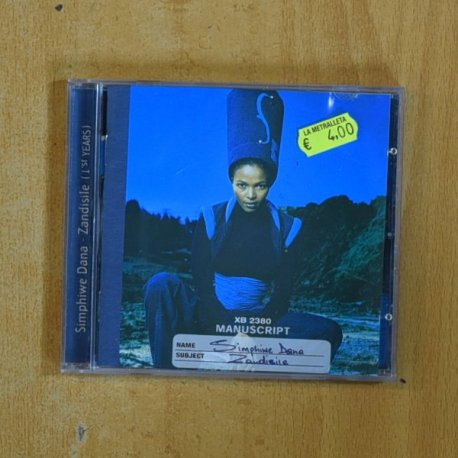 Simphiwe Dana - Zandisile (1st YEARS)
LA METRALLETA
€ 4,00
XB 2380
MANUSCRIPT
NAME Simphiwe Dana
SUBJECT Zandisile